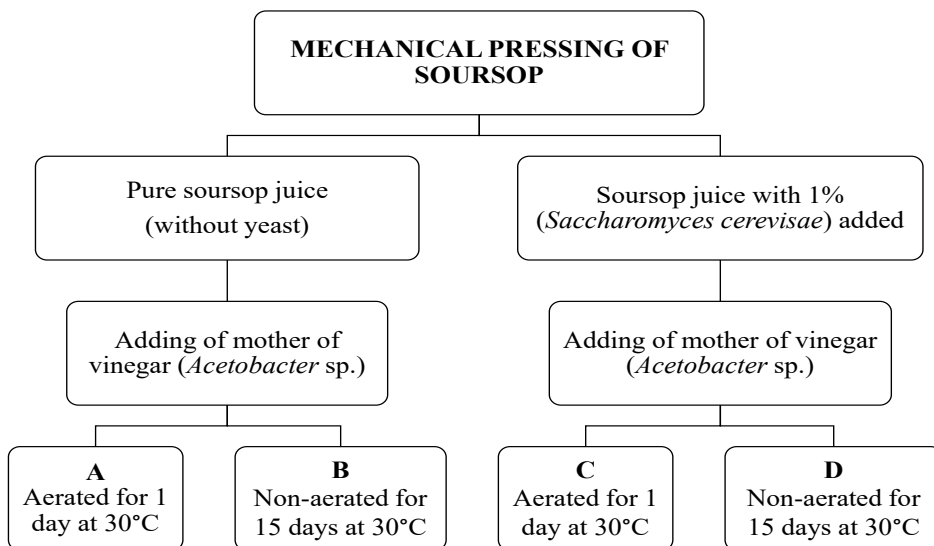 MECHANICAL PRESSING OF
SOURSOP
Pure soursop juice
(without yeast)
Soursop juice with 1%
(Saccharomyces cerevisae) added
Adding of mother of
vinegar (Acetobacter sp.)
Adding of mother of vinegar
(Acetobacter sp.)
A
Aerated for 1
day at 30°C
B
Non-aerated for
15 days at 30°C
C
Aerated for 1
day at 30°C
D
Non-aerated for
15 days at 30°C